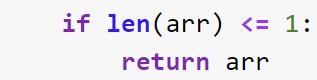 if len(arr) <= 1:
    return arr